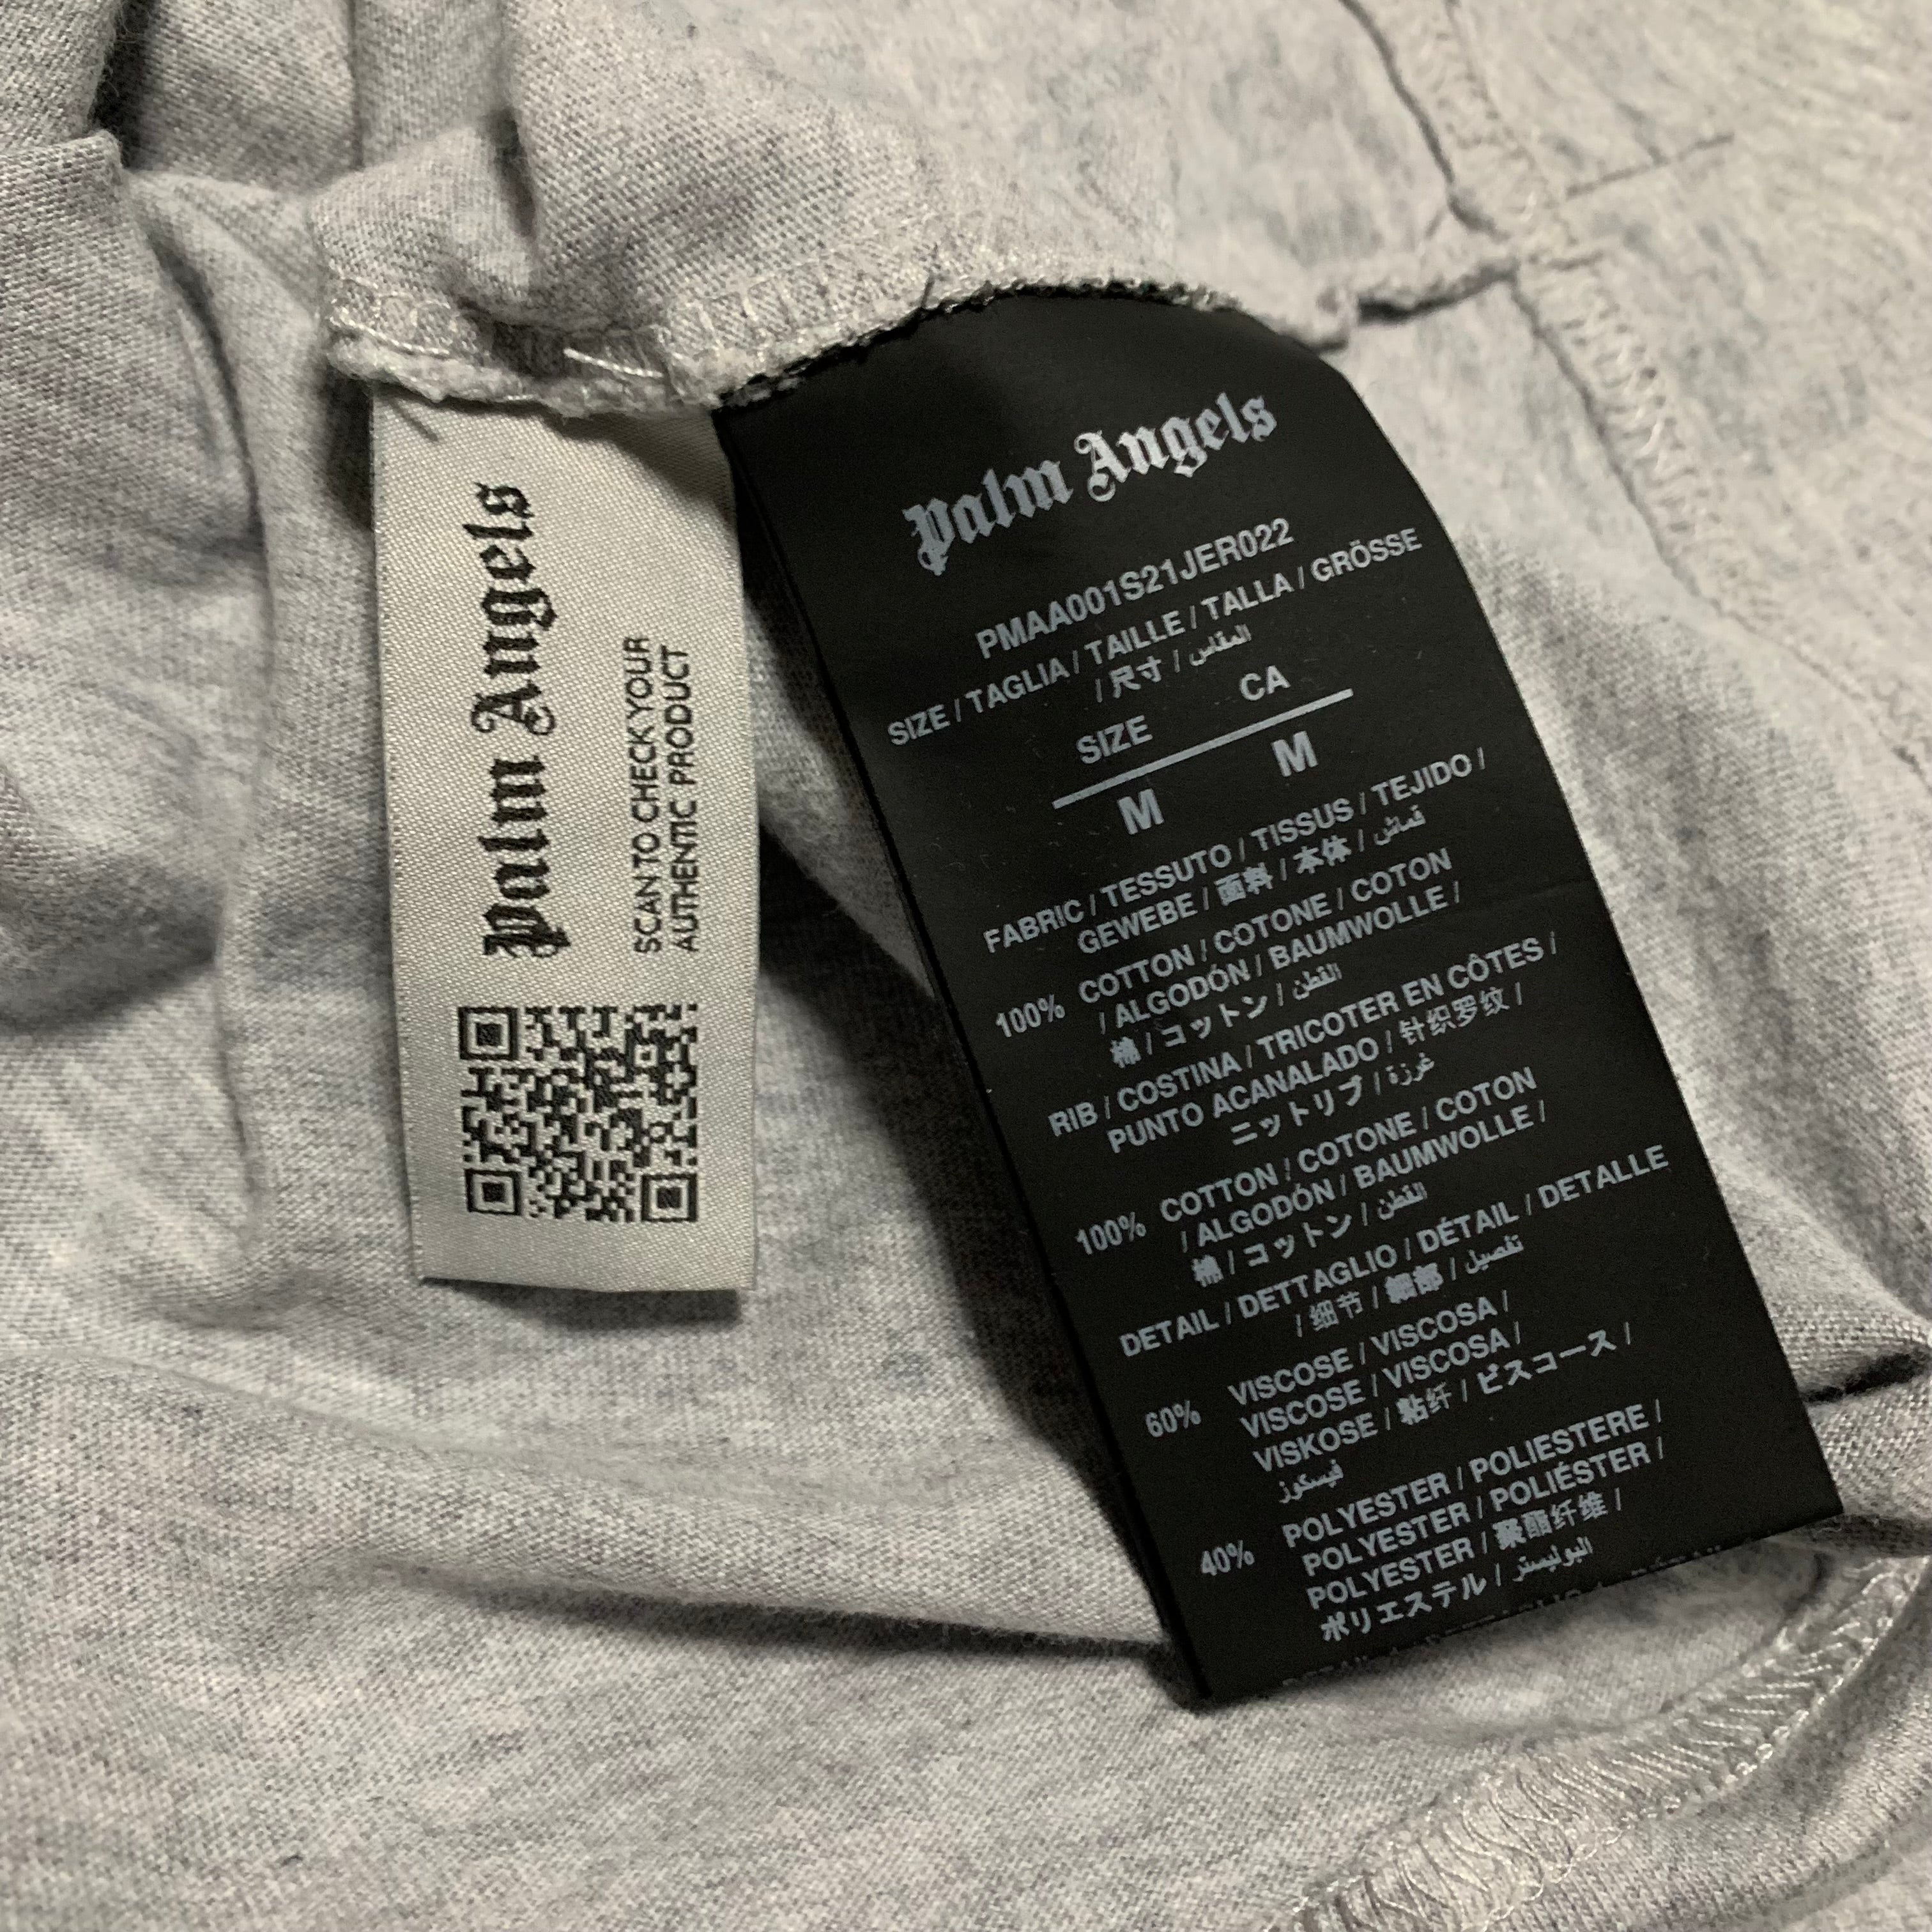 Palm Angels
SCAN TO CHECK YOUR
AUTHENTIC PRODUCT
Palm Angels
PMAA001S21JER022
SIZE / TAGLIA / TAILLE / TALLA / GRÖSSE
/ 尺寸 / المقاس
SIZE CA
M M
FABRIC / TESSUTO / TISSUS / TEJIDO /
GEWEBE / 面料 / 本体 / قماش
100% COTTON / COTONE / COTON
/ ALGODÓN / BAUMWOLLE /
棉 / コットン / القطن
RIB / COSTINA / TRICOTER EN CÔTES /
PUNTO ACANALADO / 针织罗纹 /
ニットリブ / غرزة
100% COTTON / COTONE / COTON
/ ALGODÓN / BAUMWOLLE /
棉 / コットン / القطن
DETAIL / DETTAGLIO / DÉTAIL / DETALLE
/ 细节 / 細部 / تفصيل
60% VISCOSE / VISCOSA /
VISCOSE / VISCOSA /
VISKOSE / 粘纤 / ビスコース /
فيسكوز
40% POLYESTER / POLIESTERE /
POLYESTER / POLIÉSTER /
POLYESTER / 聚酯纤维 /
ポリエステル / البوليستر